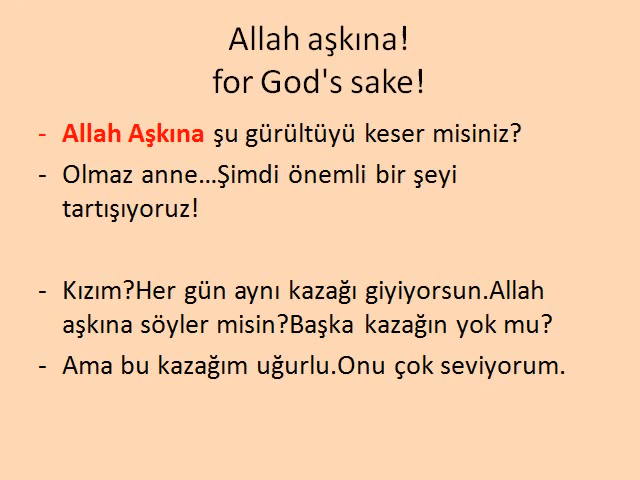 Allah aşkına!
for God's sake!
- Allah Aşkına şu gürültüyü keser misiniz?
- Olmaz anne…Şimdi önemli bir şeyi
tartışıyoruz!
- Kızım?Her gün aynı kazağı giyiyorsun.Allah
aşkına söyler misin?Başka kazağın yok mu?
- Ama bu kazağım uğurlu.Onu çok seviyorum.